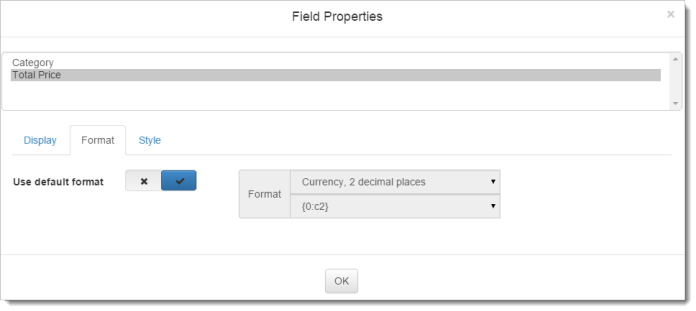 Field Properties
Category
Total Price
Display Format Style
Use default format
Format
Currency, 2 decimal places
{0:c2}
OK